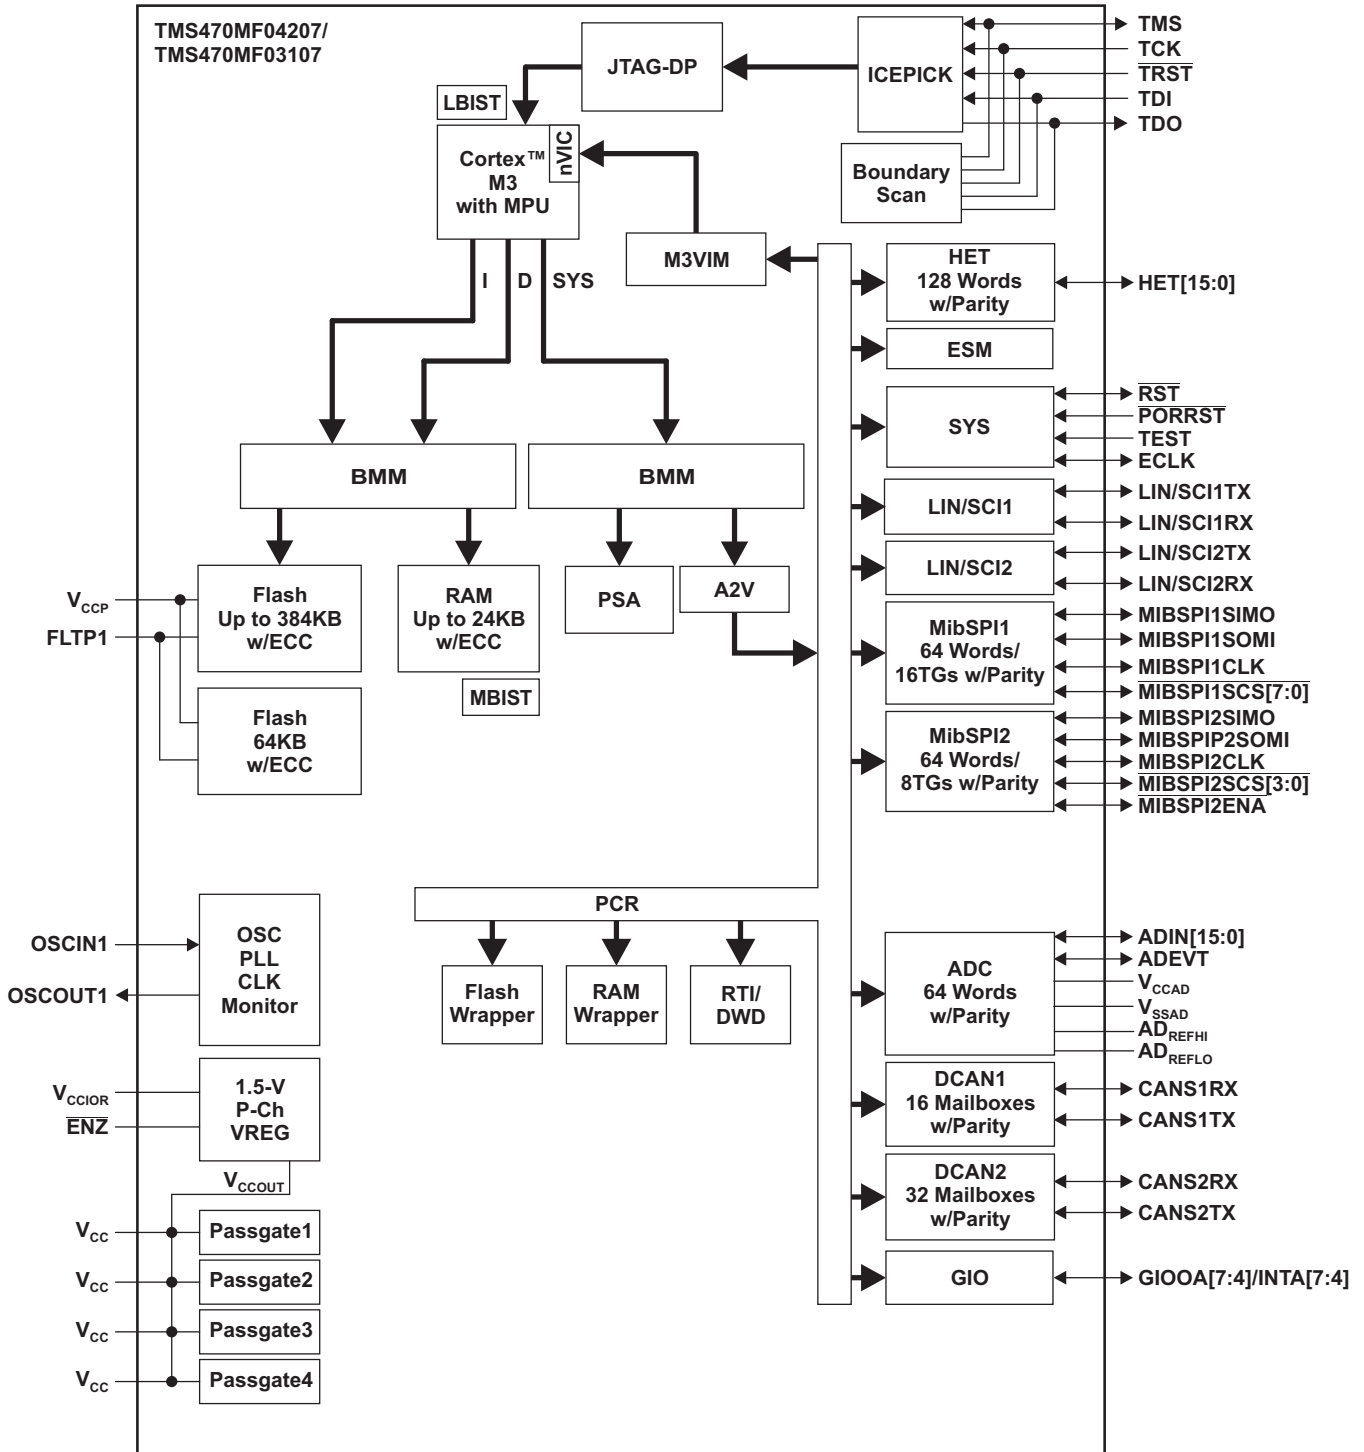 TMS470MF04207/
TMS470MF03107
JTAG-DP
ICEPICK
TMS
TCK
TRST
TDI
TDO
LBIST
Cortex™
M3
with MPU
nVIC
Boundary
Scan
M3VIM
I
D
SYS
HET
128 Words
w/Parity
HET[15:0]
ESM
SYS
RST
PORRST
TEST
ECLK
BMM
BMM
LIN/SCI1
LIN/SCI1TX
LIN/SCI1RX
LIN/SCI2
LIN/SCI2TX
LIN/SCI2RX
VCCP
FLTP1
Flash
Up to 384KB
w/ECC
RAM
Up to 24KB
w/ECC
PSA
A2V
MBIST
Flash
64KB
w/ECC
MibSPI1
64 Words/
16TGs w/Parity
MIBSPI1SIMO
MIBSPI1SOMI
MIBSPI1CLK
MIBSPI1SCS[7:0]
MibSPI2
64 Words/
8TGs w/Parity
MIBSPI2SIMO
MIBSPIP2SOMI
MIBSPI2CLK
MIBSPI2SCS[3:0]
MIBSPI2ENA
PCR
OSCIN1
OSCOUT1
OSC
PLL
CLK
Monitor
Flash
Wrapper
RAM
Wrapper
RTI/
DWD
ADC
64 Words
w/Parity
ADIN[15:0]
ADEVT
VCCAD
VSSAD
ADREFHI
ADREFLO
VCCIOR
ENZ
1.5-V
P-Ch
VREG
VCCOUT
DCAN1
16 Mailboxes
w/Parity
CANS1RX
CANS1TX
DCAN2
32 Mailboxes
w/Parity
CANS2RX
CANS2TX
VCC
Passgate1
VCC
Passgate2
VCC
Passgate3
VCC
Passgate4
GIO
GIOOA[7:4]/INTA[7:4]